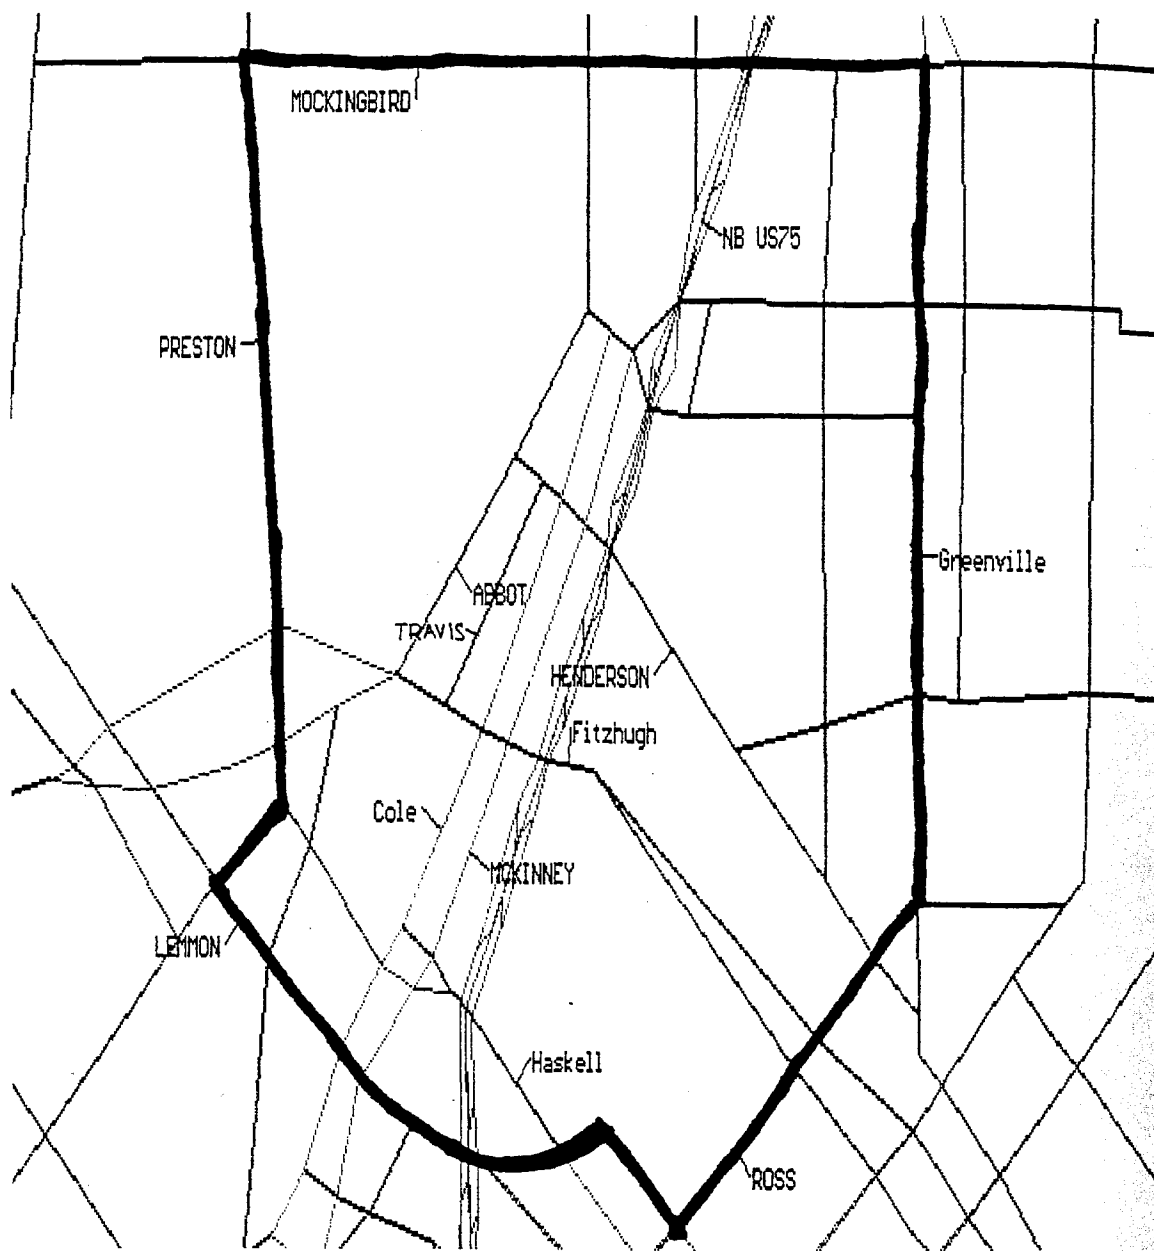 MOCKINGBIRD
NB US75
PRESTON
Greenville
ABBOT
TRAVIS
HENDERSON
Fitzhugh
Cole
MCKINNEY
LEMMON
Haskell
ROSS